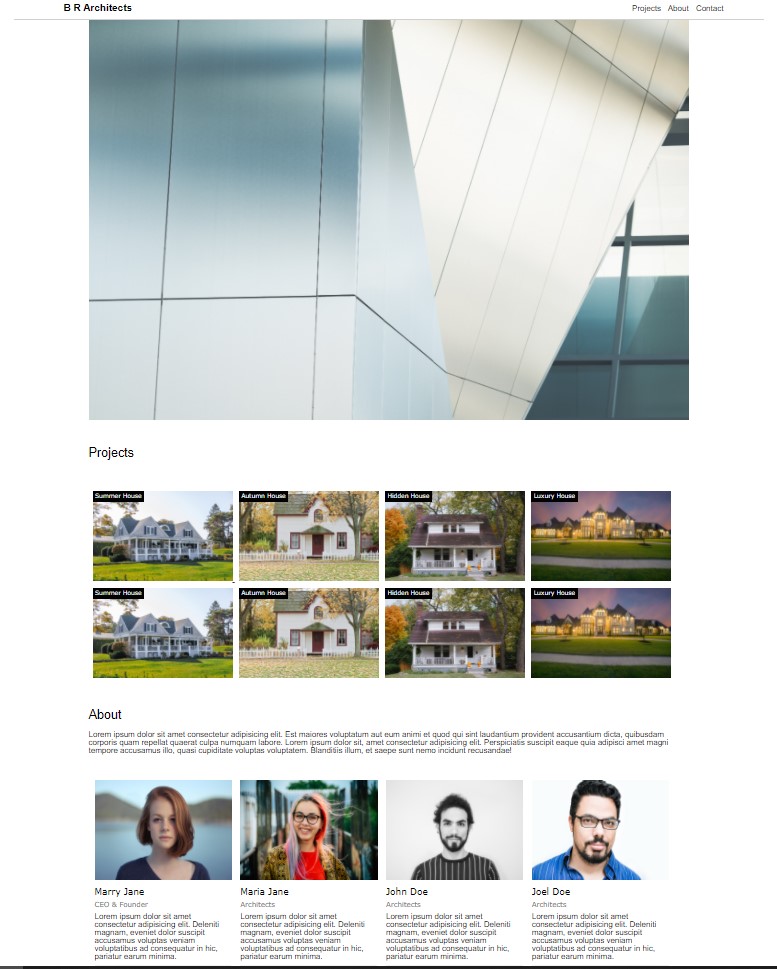 B R Architects
Projects About Contact
Projects
Summer House
Autumn House
Hidden House
Luxury House
Summer House
Autumn House
Hidden House
Luxury House
About
Lorem ipsum dolor sit amet consectetur adipisicing elit. Est maiores voluptatum aut eum animi et quod qui sint laudantium provident accusantium dicta, quibusdam
corporis quam repellat quaerat culpa numquam labore. Lorem ipsum dolor sit, amet consectetur adipisicing elit. Perspiciatis suscipit eaque quia adipisci amet magni
tempore accusamus illo, quasi cupiditate voluptas voluptatem. Blanditiis illum, et saepe sunt nemo incidunt recusandae!
Marry Jane
CEO & Founder
Lorem ipsum dolor sit amet
consectetur adipisicing elit. Deleniti
magnam, eveniet dolor suscipit
accusamus voluptas veniam
voluptatibus ad consequatur in hic,
pariatur earum minima.
Maria Jane
Architects
Lorem ipsum dolor sit amet
consectetur adipisicing elit. Deleniti
magnam, eveniet dolor suscipit
accusamus voluptas veniam
voluptatibus ad consequatur in hic,
pariatur earum minima.
John Doe
Architects
Lorem ipsum dolor sit amet
consectetur adipisicing elit. Deleniti
magnam, eveniet dolor suscipit
accusamus voluptas veniam
voluptatibus ad consequatur in hic,
pariatur earum minima.
Joel Doe
Architects
Lorem ipsum dolor sit amet
consectetur adipisicing elit. Deleniti
magnam, eveniet dolor suscipit
accusamus voluptas veniam
voluptatibus ad consequatur in hic,
pariatur earum minima.